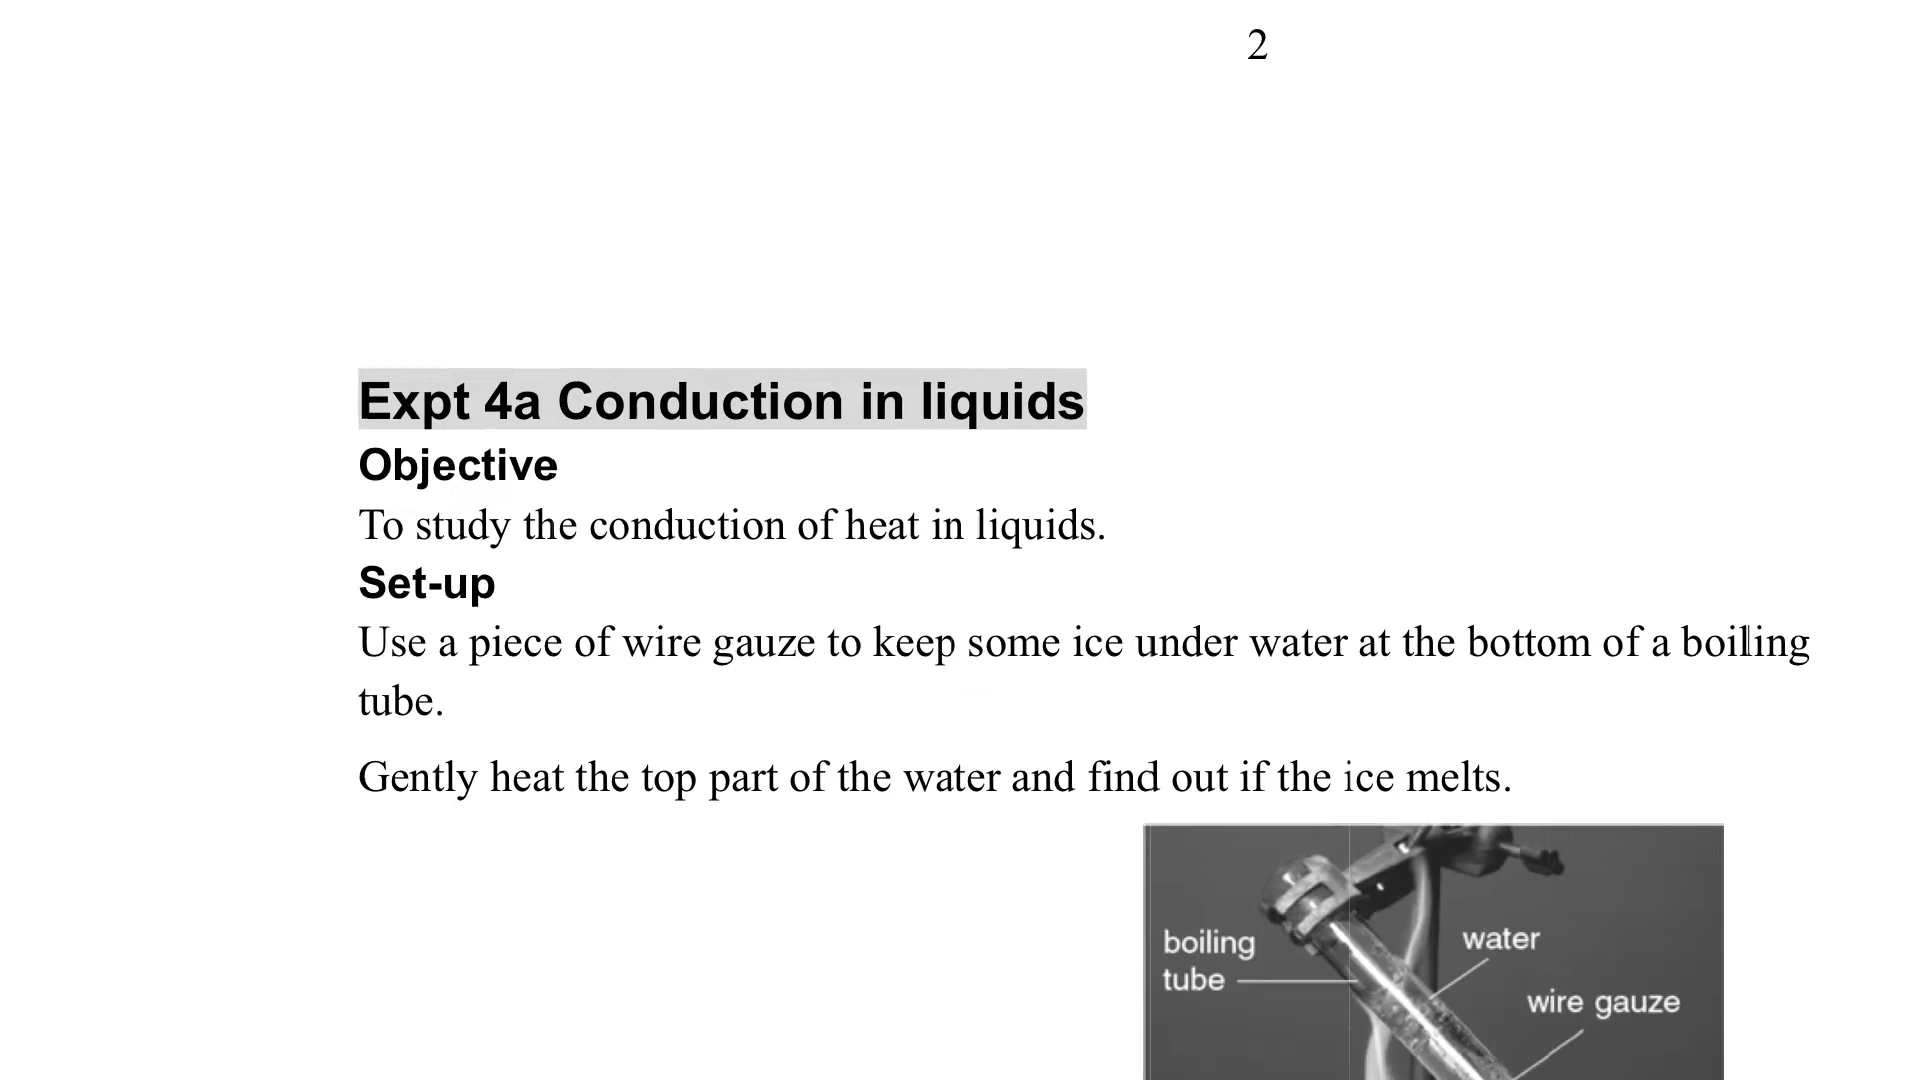 2
Expt 4a Conduction in liquids
Objective
To study the conduction of heat in liquids.
Set-up
Use a piece of wire gauze to keep some ice under water at the bottom of a boiling
tube.
Gently heat the top part of the water and find out if the ice melts.
boiling
tube
water
wire gauze